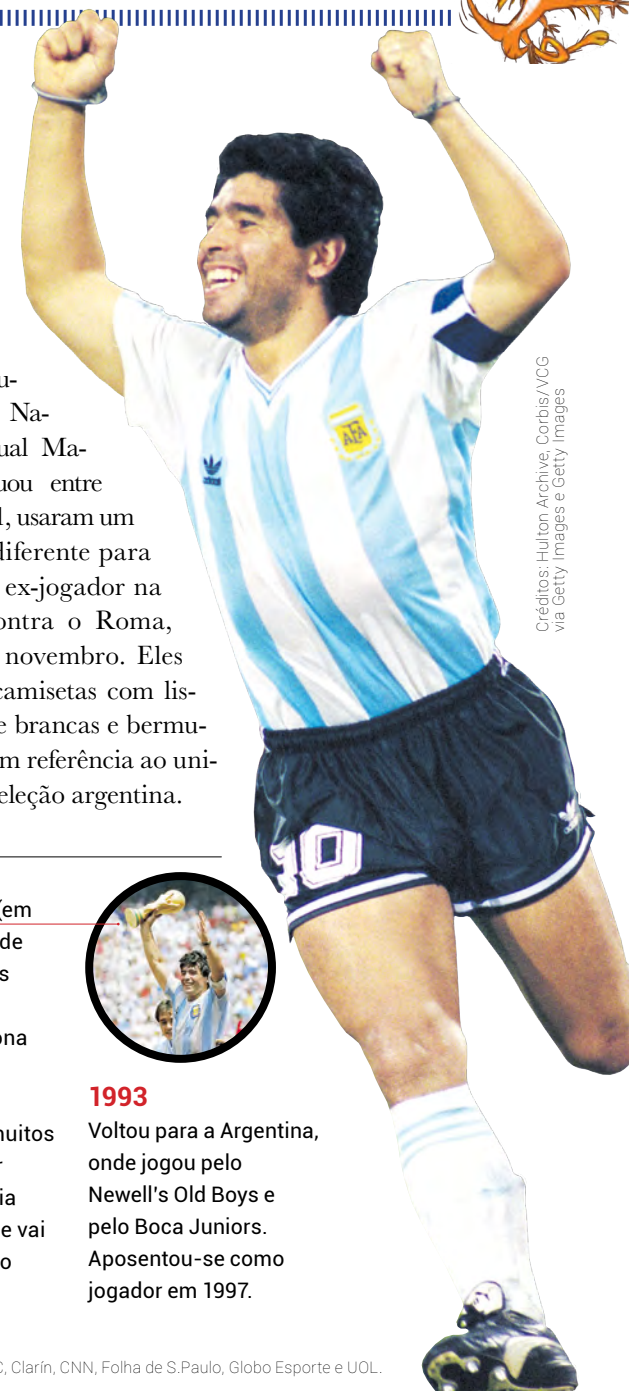 u-
Na-
ual Ma-
uou entre
, usaram um
diferente para
ex-jogador na
ontra o Roma,
novembro. Eles
camisetas com lis-
e brancas e bermu-
m referência ao uni-
eleção argentina.
Créditos: Hulton Archive, Corbis/VCG
via Getty Images e Getty Images
AFA
adidas
10
(em
de
s
ona
muitos
r
ia
e vai
o
1993
Voltou para a Argentina,
onde jogou pelo
Newell's Old Boys e
pelo Boca Juniors.
Aposentou-se como
jogador em 1997.
C, Clarín, CNN, Folha de S.Paulo, Globo Esporte e UOL.